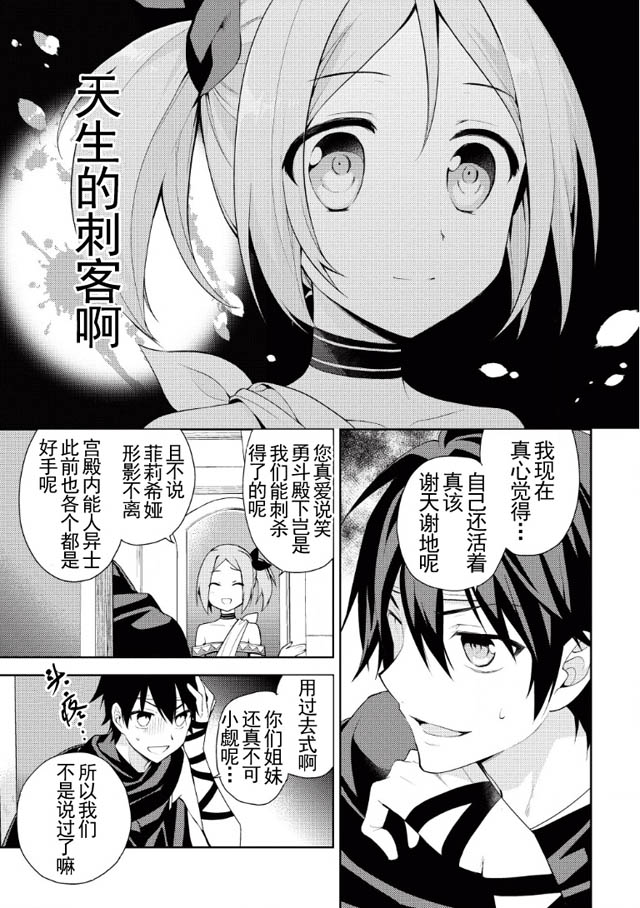 天生的刺客啊
我现在
真心觉得…
自己还活着
真该
谢天谢地呢
您真爱说笑
勇斗殿下岂是
我们能刺杀
得了的呢
且不说
菲莉希娅
形影不离
宫殿内能人异士
此前也各个都是
好手呢
用过去式啊
你们姐妹
还真不可
小觑呢…
头疼
所以我们
不是说过了嘛